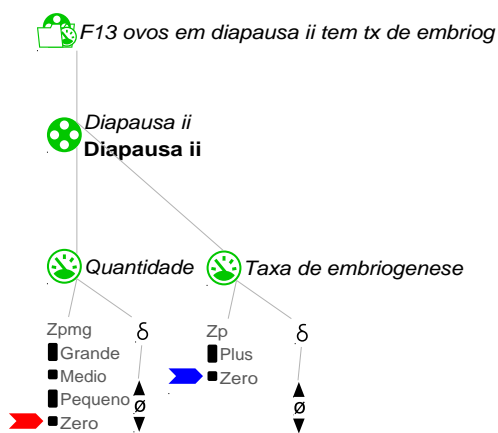 F13 ovos em diapausa ii tem tx de embriog
Diapausa ii
Diapausa ii
Quantidade
Taxa de embriogenese
Zpmg
δ
Grande
Medio
Pequeno
Zero
ø
Zp
δ
Plus
Zero
ø